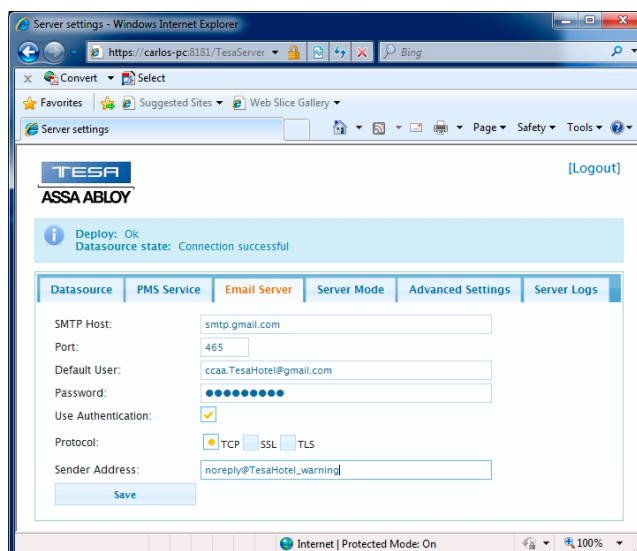 Server settings - Windows Internet Explorer
https://carlos-pc:8181/TesaServer
Bing
x Convert Select
Favorites Suggested Sites Web Slice Gallery
Server settings Page Safety Tools
TESA
ASSA ABLOY
[Logout]
Deploy: Ok
Datasource state: Connection successful
Datasource PMS Service Email Server Server Mode Advanced Settings Server Logs
SMTP Host: smtp.gmail.com
Port: 465
Default User: ccaa.TesaHotel@gmail.com
Password: ●●●●●●●●●
Use Authentication:
Protocol: TCP SSL TLS
Sender Address: noreply@TesaHotel_warning
Save
Internet | Protected Mode: On 100%